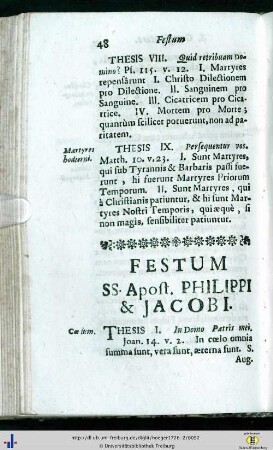 48 Festum
THESIS VIII. Quid retribuam Do-
mino? Ps. 115. v. 12. I. Martyres
repensârunt I. Christo Dilectionem
pro Dilectione. II. Sanguinem pro
Sanguine. III. Cicatricem pro Cica-
trice. IV. Mortem pro Morte;
quantùm scilicet potuerunt, non ad pa-
ritatem.
Martyres hodierni.
THESIS IX. Persequentur vos.
Matth. 10. v. 23. I. Sunt Martyres,
qui sub Tyrannis & Barbaris passi fue-
runt, hi fuerunt Martyres Priorum
Temporum. II. Sunt Martyres, qui
à Christianis patiuntur, & hi sunt Mar-
tyres Nostri Temporis; qui æquè, si
non magis, sensibiliter patiuntur.
FESTUM
SS. Apost. PHILIPPI
& JACOBI.
Cœlum.
THESIS I. In Domo Patris mei,
Joan. 14. v. 2. In cœlo omnia
summa sunt, vera sunt, æterna sunt. S.
Aug.
© Universitätsbibliothek Freiburg